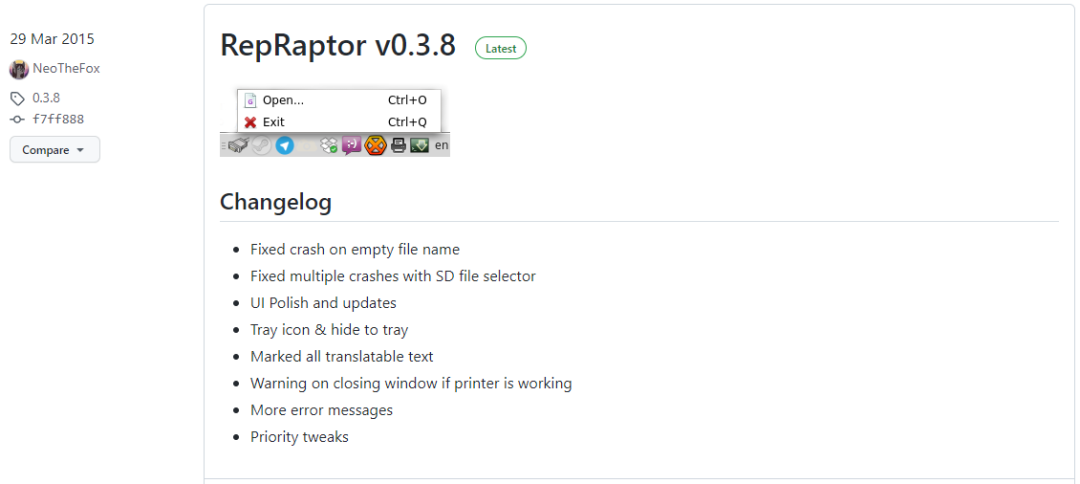 29 Mar 2015
NeoTheFox
0.3.8
f7ff888
Compare
RepRaptor v0.3.8 Latest
Open... Ctrl+O
Exit Ctrl+Q
en
Changelog
Fixed crash on empty file name
Fixed multiple crashes with SD file selector
UI Polish and updates
Tray icon & hide to tray
Marked all translatable text
Warning on closing window if printer is working
More error messages
Priority tweaks